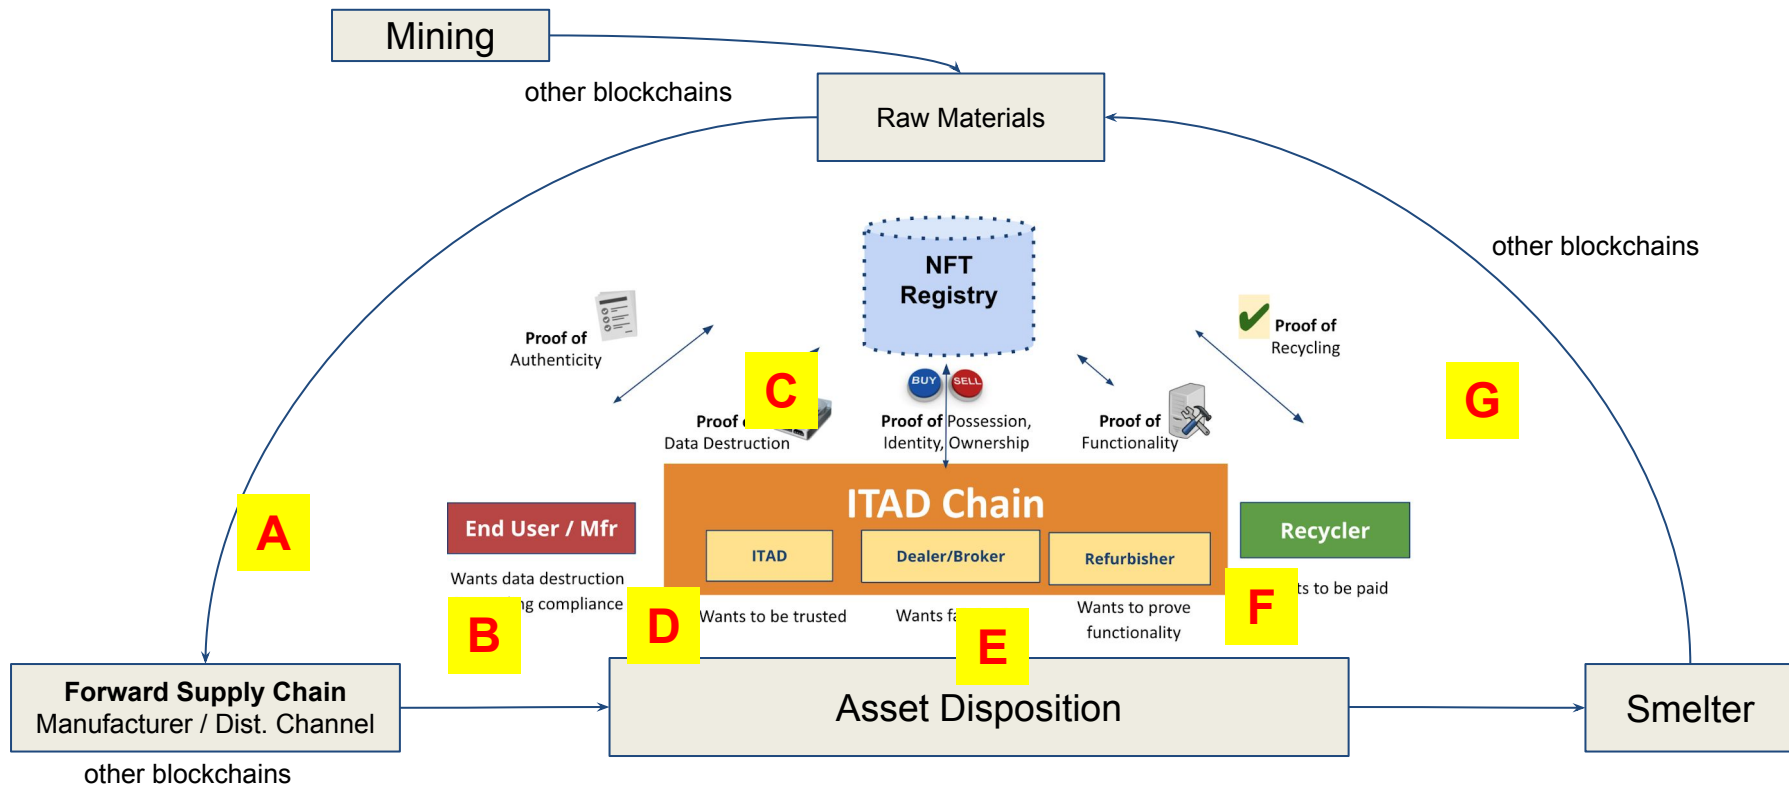 Mining
other blockchains
Raw Materials
NFT
Registry
other blockchains
Proof of
Authenticity
Proof of
Recycling
C
BUY
SELL
G
Proof
Data Destruction
Proof of Possession,
Identity, Ownership
Proof of
Functionality
A
ITAD Chain
End User / Mfr
ITAD
Dealer/Broker
Refurbisher
Recycler
Wants data destruction
compliance
B
D
Wants to be trusted
Wants
E
Wants to prove
functionality
F
to be paid
Forward Supply Chain
Manufacturer / Dist. Channel
Asset Disposition
Smelter
other blockchains